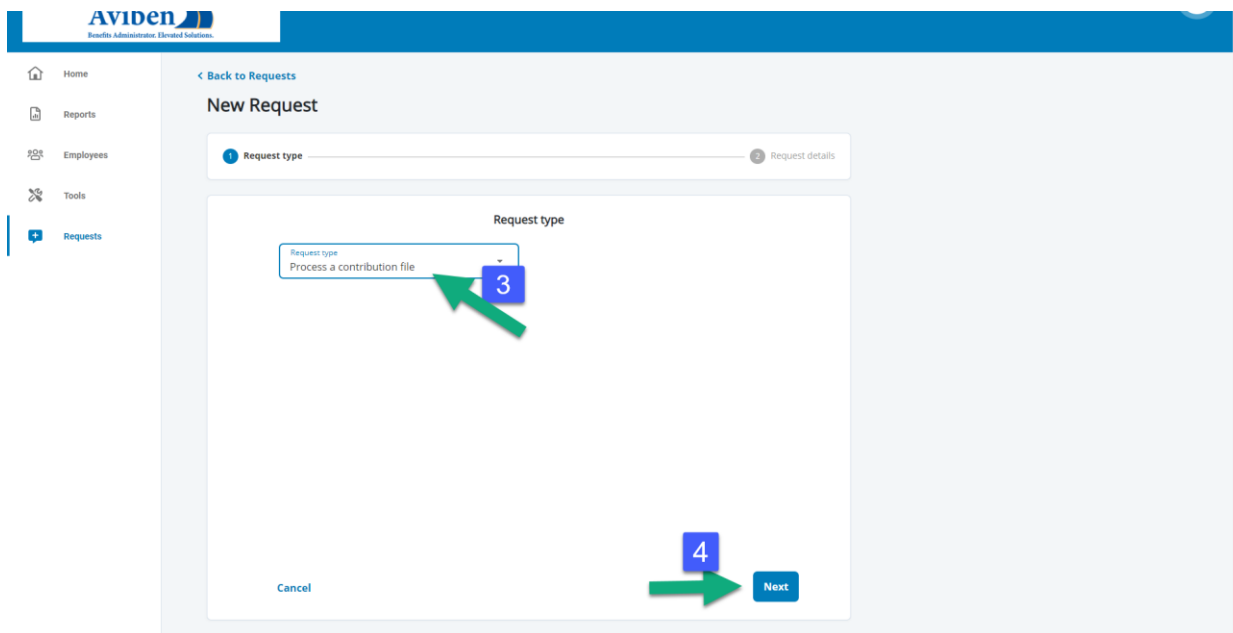 Aviben
Benefits Administrator. Elevated Solutions.
Home
Reports
Employees
Tools
Requests
< Back to Requests
New Request
1 Request type
2 Request details
Request type
Request type
Process a contribution file
3
4
Cancel
Next